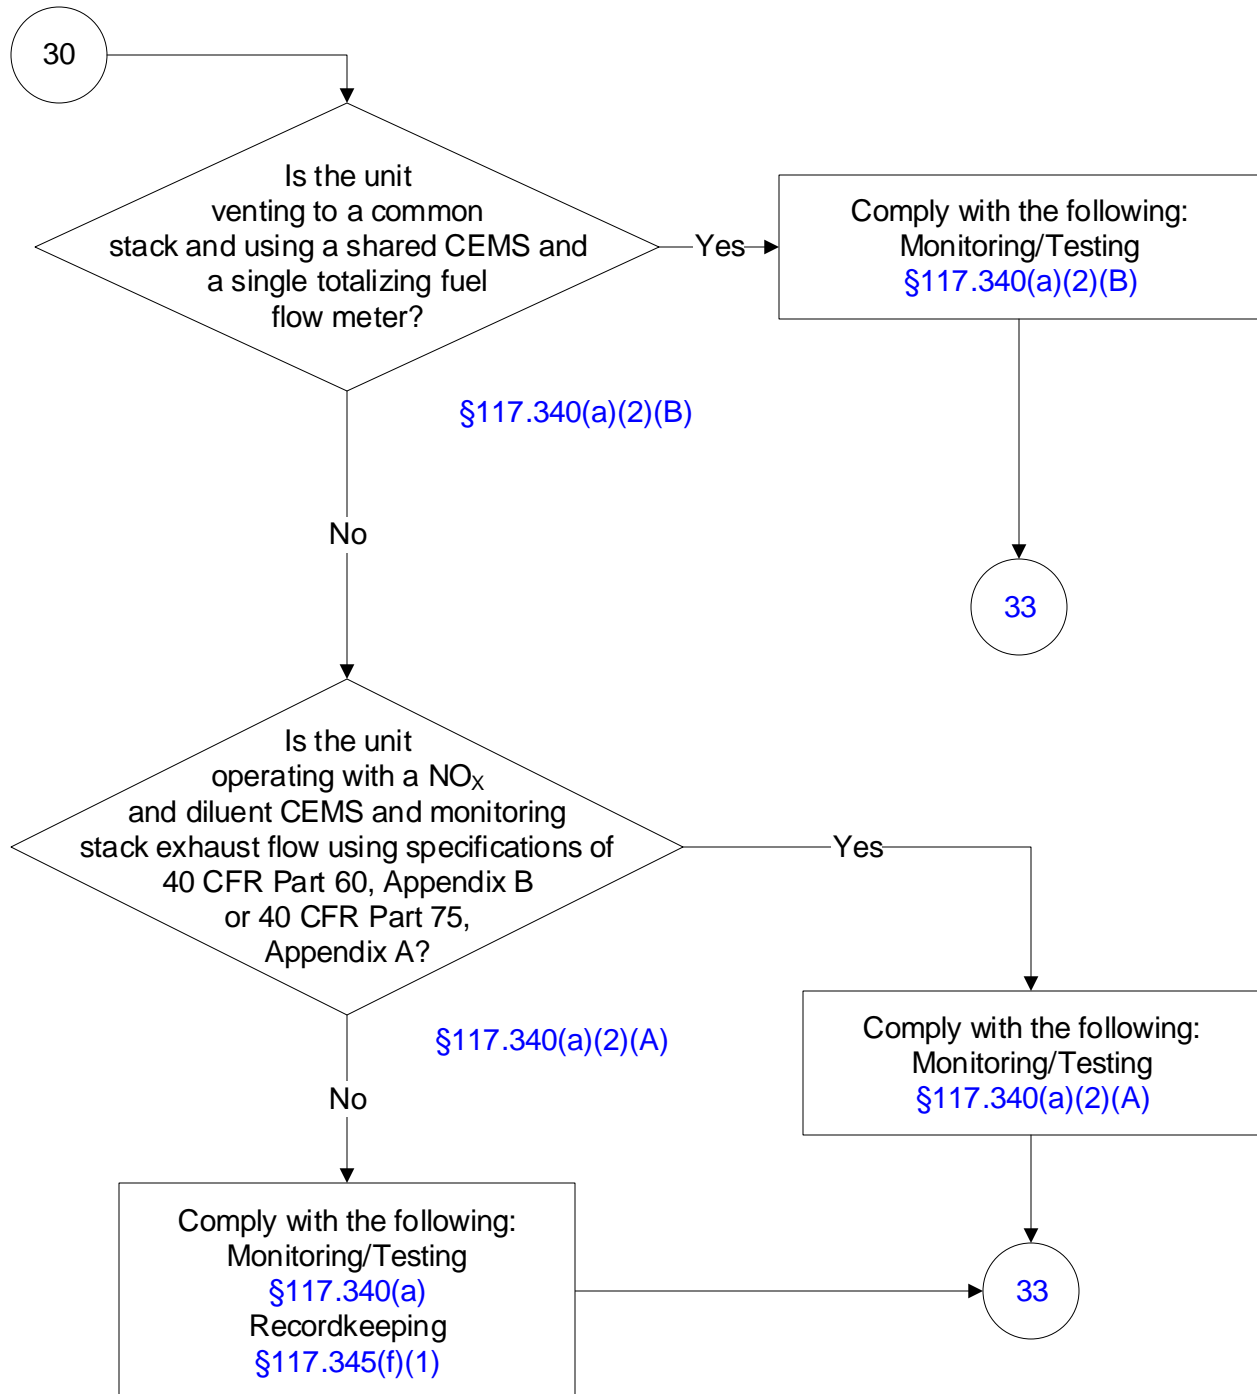 30
Is the unit
venting to a common
stack and using a shared CEMS and
a single totalizing fuel
flow meter?
Yes
Comply with the following:
Monitoring/Testing
§117.340(a)(2)(B)
§117.340(a)(2)(B)
No
33
Is the unit
operating with a NOX
and diluent CEMS and monitoring
stack exhaust flow using specifications of
40 CFR Part 60, Appendix B
or 40 CFR Part 75,
Appendix A?
Yes
§117.340(a)(2)(A)
Comply with the following:
Monitoring/Testing
§117.340(a)(2)(A)
No
Comply with the following:
Monitoring/Testing
§117.340(a)
Recordkeeping
§117.345(f)(1)
33